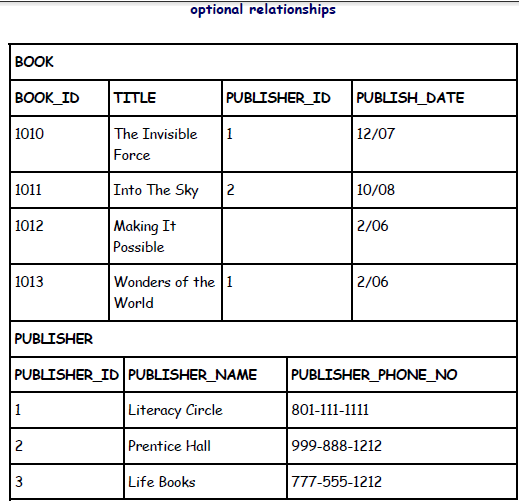 optional relationships
BOOK
BOOK_ID TITLE PUBLISHER_ID PUBLISH_DATE
1010 The Invisible 1 12/07
Force
1011 Into The Sky 2 10/08
1012 Making It 2/06
Possible
1013 Wonders of the 1 2/06
World
PUBLISHER
PUBLISHER_ID PUBLISHER_NAME PUBLISHER_PHONE_NO
1 Literacy Circle 801-111-1111
2 Prentice Hall 999-888-1212
3 Life Books 777-555-1212